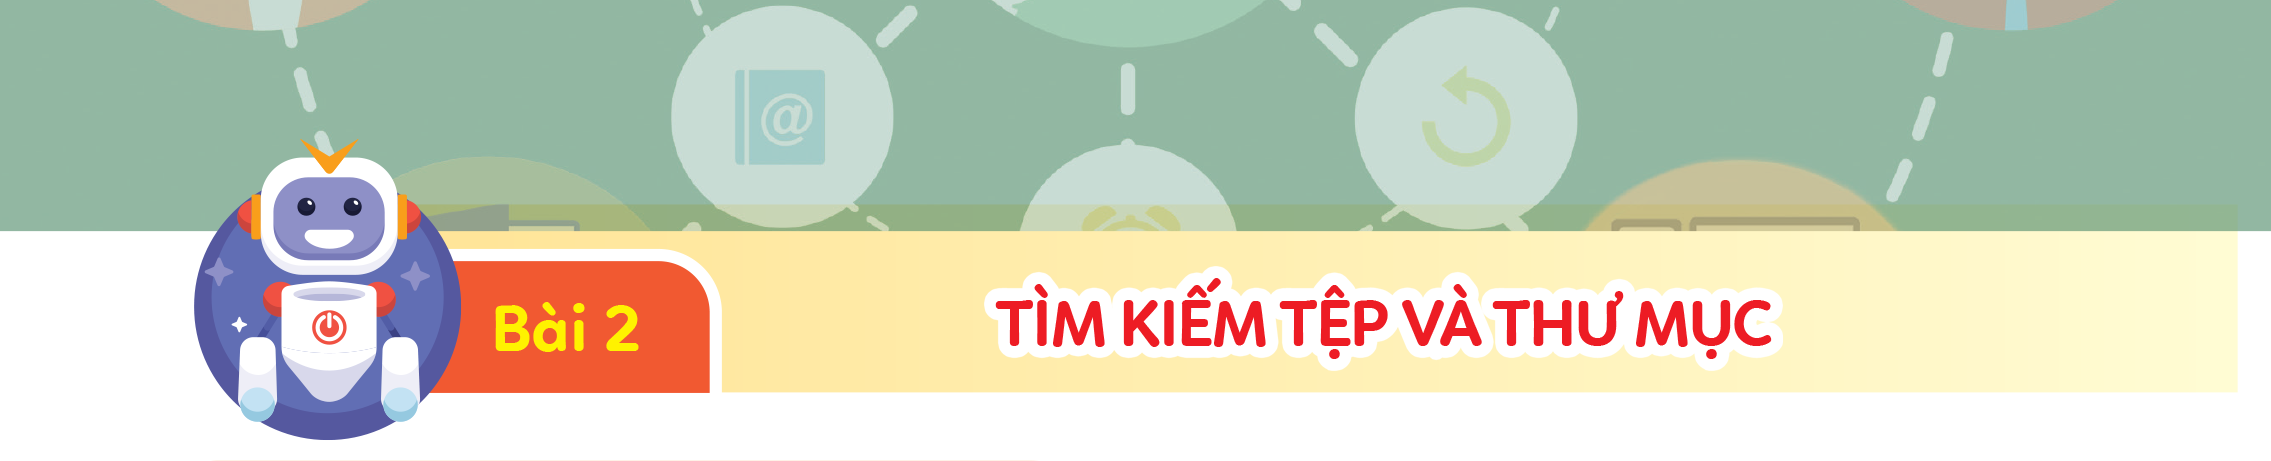 Bài 2
TÌM KIẾM TỆP VÀ THƯ MỤC
@